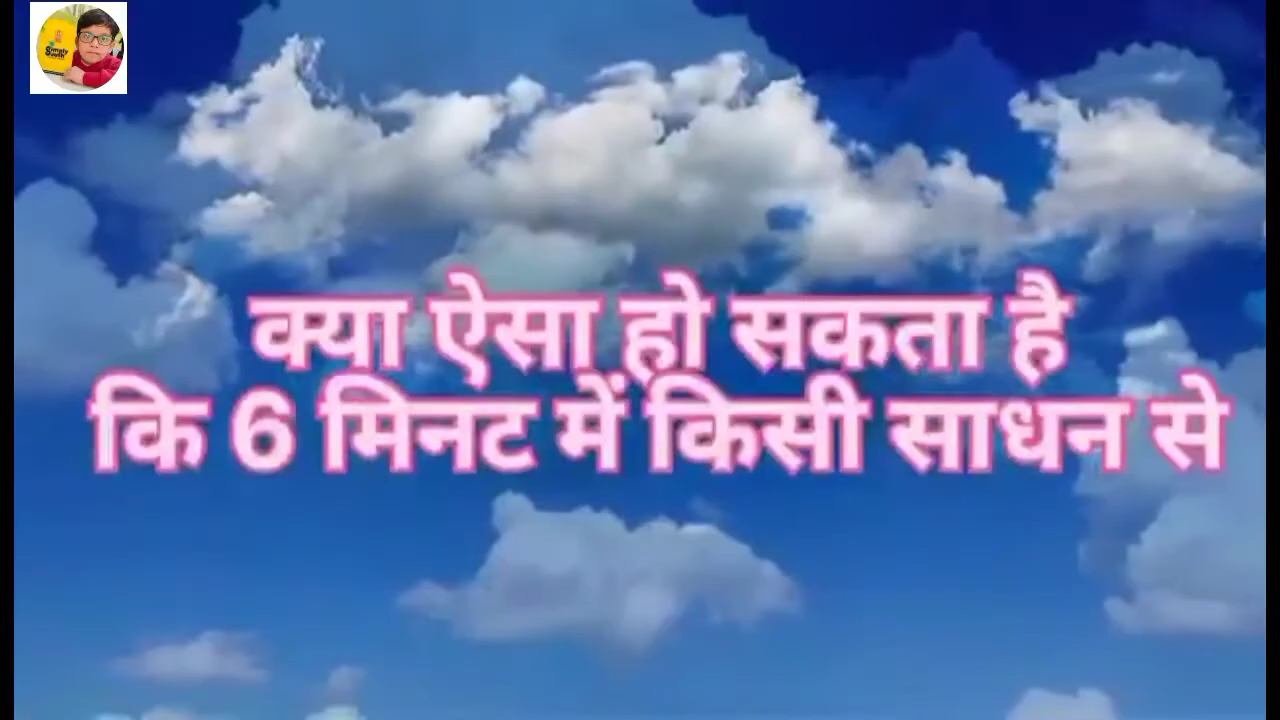 क्या ऐसा हो सकता है
कि 6 मिनट में किसी साधन से